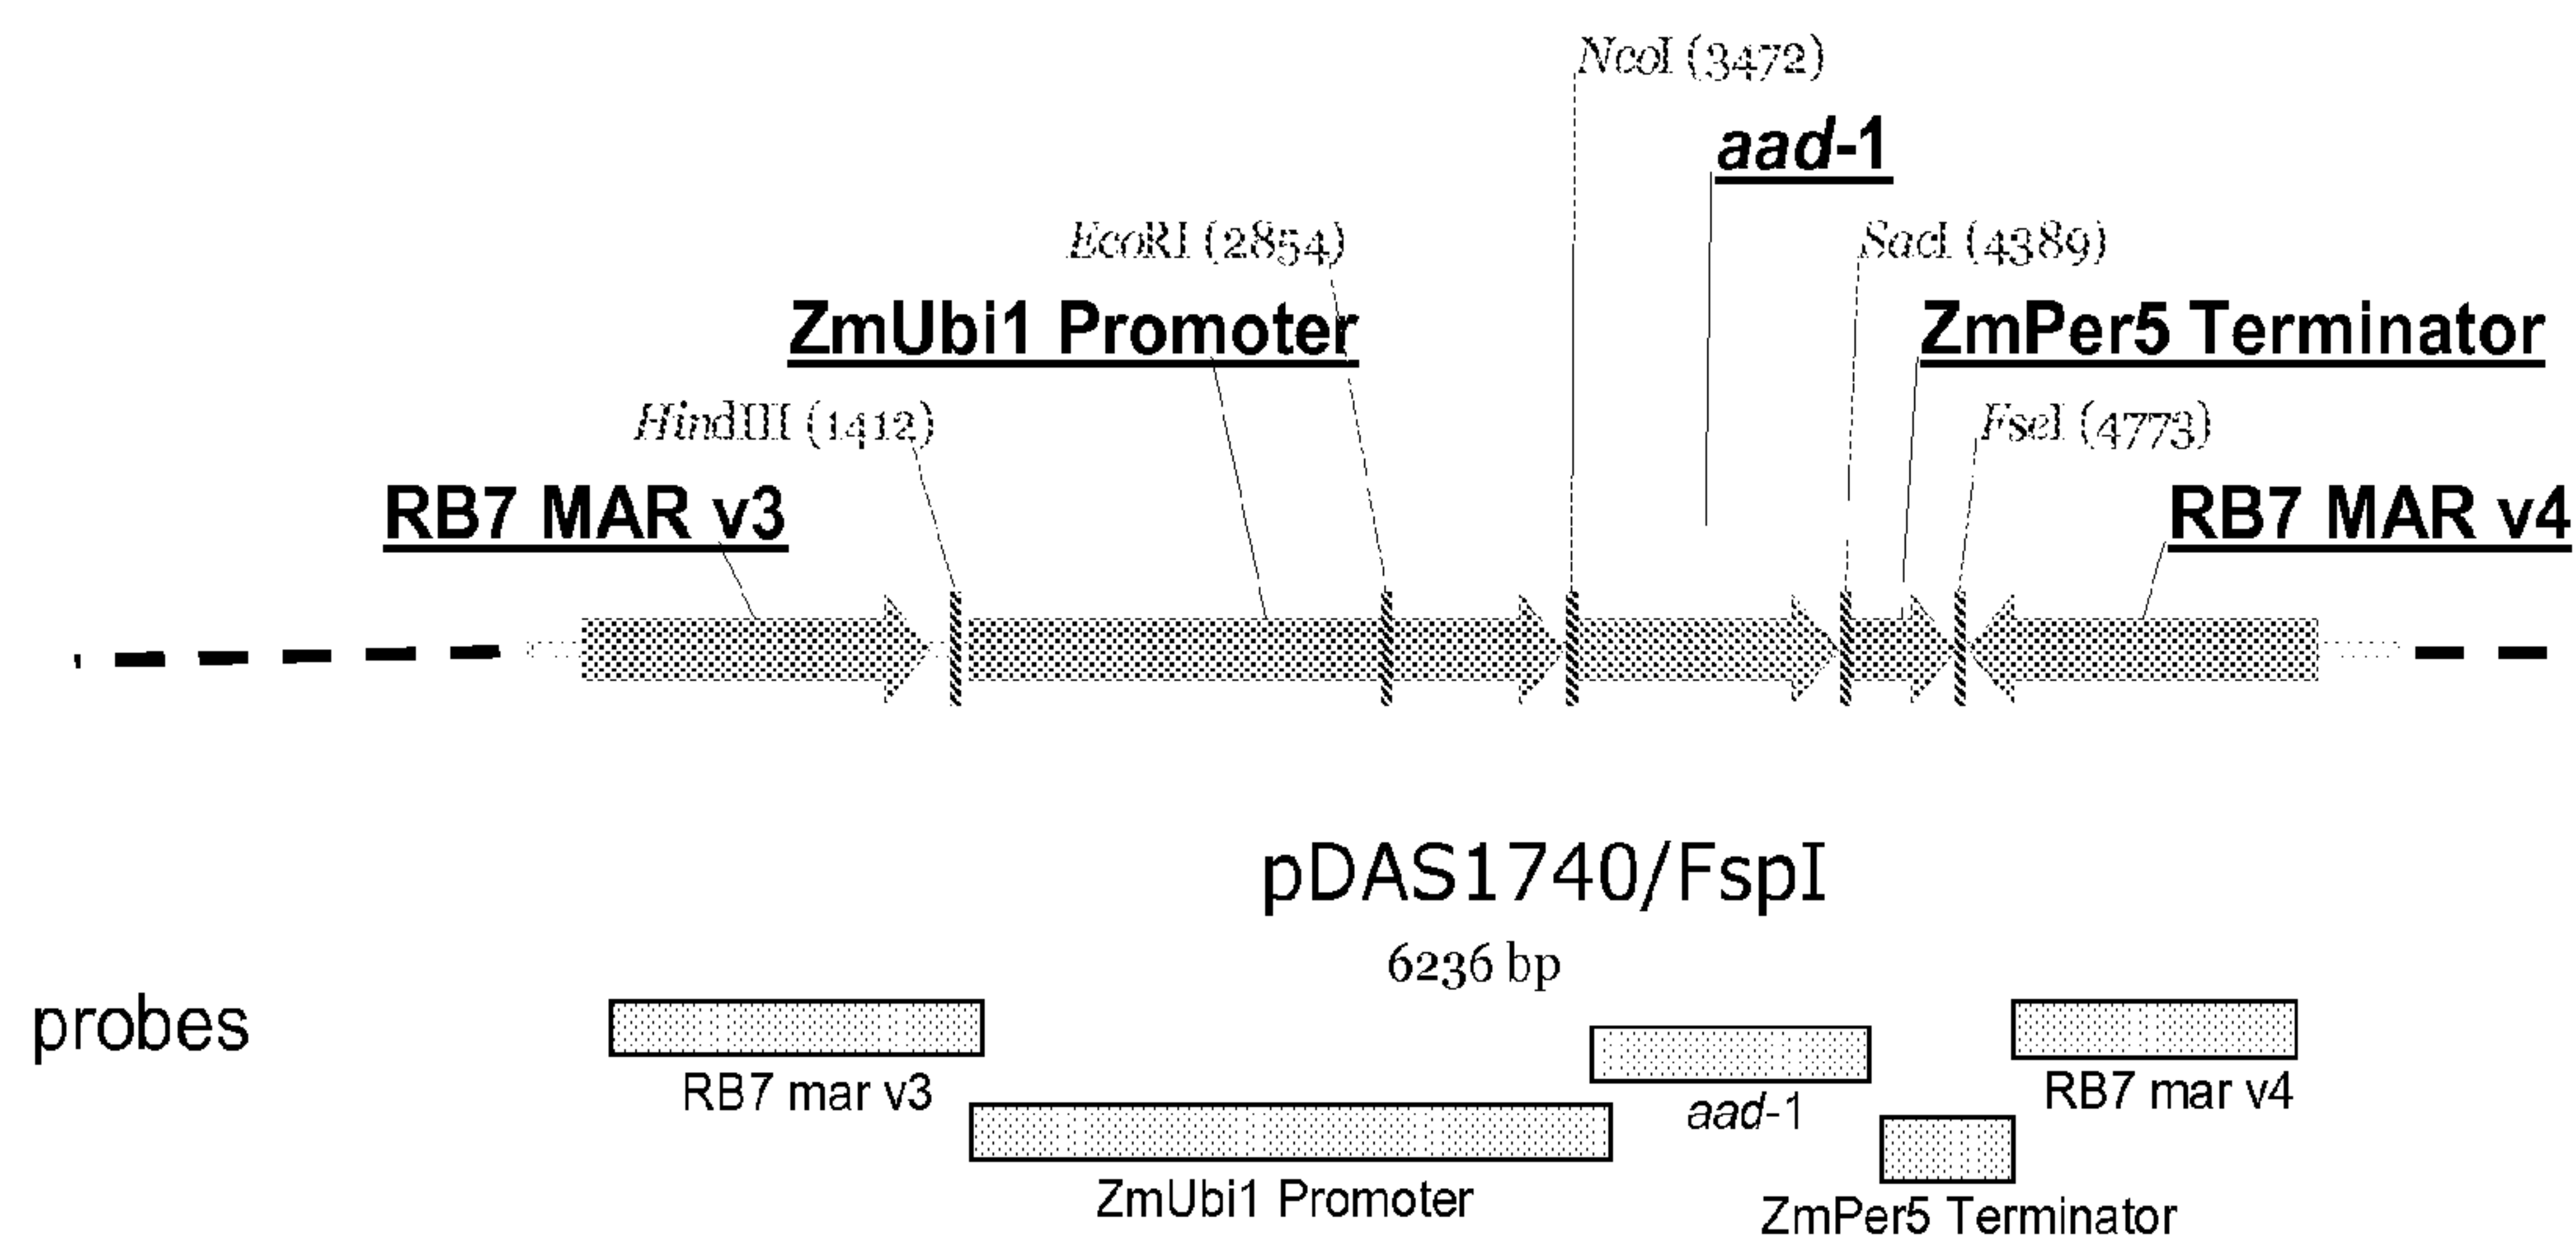 NcoI (3472)
aad-1
EcoRI (2854)
SacI (4389)
ZmUbi1 Promoter
ZmPer5 Terminator
HindIII (1412)
FseI (4773)
RB7 MAR v3
RB7 MAR v4
pDAS1740/FspI
6236 bp
probes
RB7 mar v3
aad-1
RB7 mar v4
ZmUbi1 Promoter
ZmPer5 Terminator